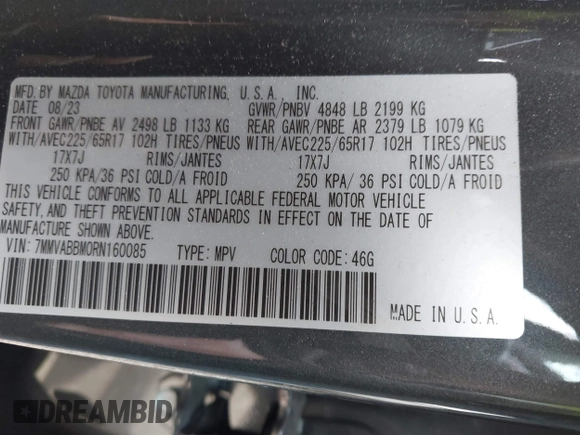 MFD. BY MAZDA TOYOTA MANUFACTURING, U.S.A., INC.
DATE 08/23 GVWR/PNBV 4848 LB 2199 KG
FRONT GAWR/PNBE AV 2498 LB 1133 KG REAR GAWR/PNBE AR 2379 LB 1079 KG
WITH/AVEC225/65R17 102H TIRES/PNEUS WITH/AVEC225/65R17 102H TIRES/PNEUS
17X7J RIMS/JANTES 17X7J RIMS/JANTES
250 KPA/36 PSI COLD/A FROID 250 KPA/ 36 PSI COLD/A FROID
THIS VEHICLE CONFORMS TO ALL APPLICABLE FEDERAL MOTOR VEHICLE
SAFETY, AND THEFT PREVENTION STANDARDS IN EFFECT ON THE DATE OF
MANUFACTURE SHOWN ABOVE.
VIN: 7MMVABBM0RN160085 TYPE: MPV COLOR CODE: 46G
MADE IN U.S.A.
DREAMBID